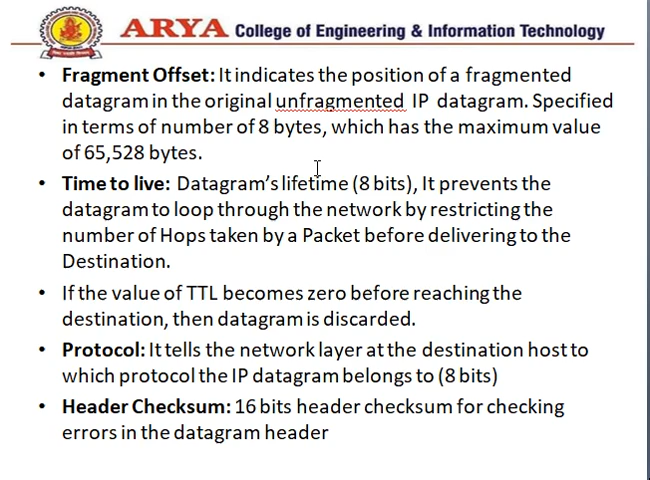 ARYA College of Engineering & Information Technology
• Fragment Offset: It indicates the position of a fragmented
datagram in the original unfragmented IP datagram. Specified
in terms of number of 8 bytes, which has the maximum value
of 65,528 bytes.
• Time to live: Datagram's lifetime (8 bits), It prevents the
datagram to loop through the network by restricting the
number of Hops taken by a Packet before delivering to the
Destination.
• If the value of TTL becomes zero before reaching the
destination, then datagram is discarded.
• Protocol: It tells the network layer at the destination host to
which protocol the IP datagram belongs to (8 bits)
• Header Checksum: 16 bits header checksum for checking
errors in the datagram header